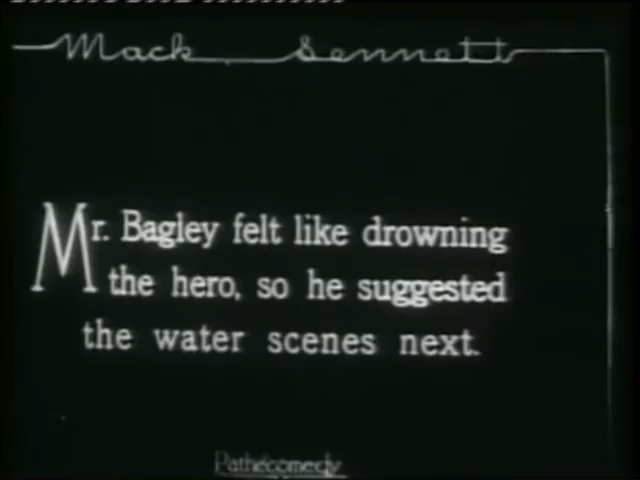 Mack Sennett
Mr. Bagley felt like drowning
the hero, so he suggested
the water scenes next.
Pathécomedy